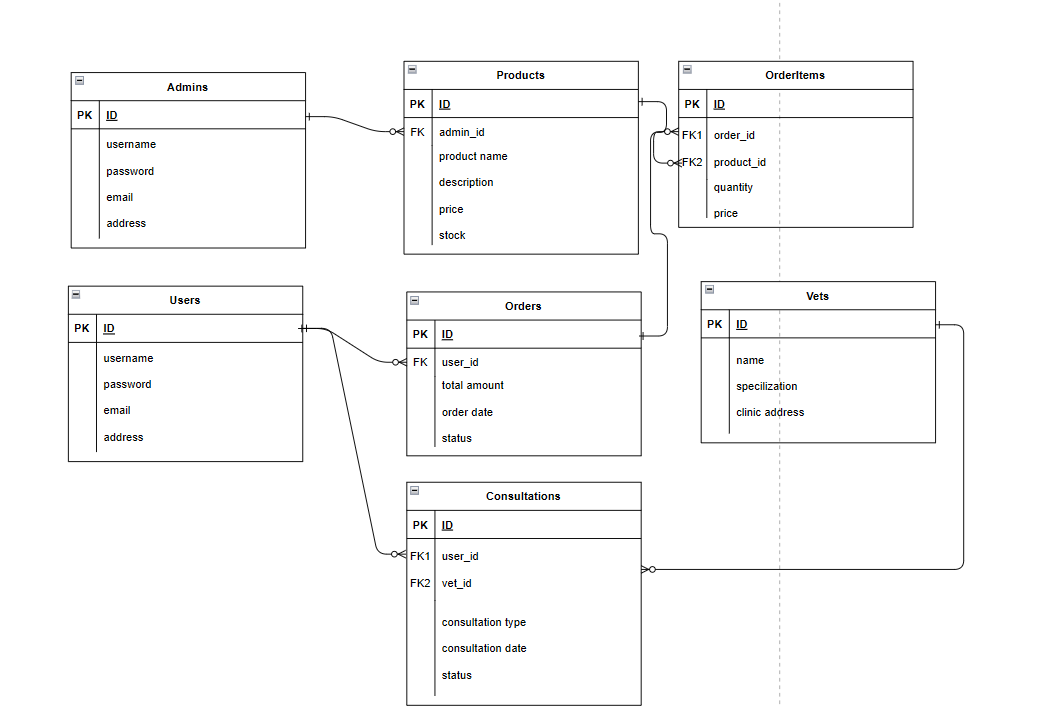 Admins
PK ID
username
password
email
address
Products
PK ID
FK admin_id
product name
description
price
stock
OrderItems
PK ID
FK1 order_id
FK2 product_id
quantity
price
Users
PK ID
username
password
email
address
Orders
PK ID
FK user_id
total amount
order date
status
Vets
PK ID
name
specilization
clinic address
Consultations
PK ID
FK1 user_id
FK2 vet_id
consultation type
consultation date
status